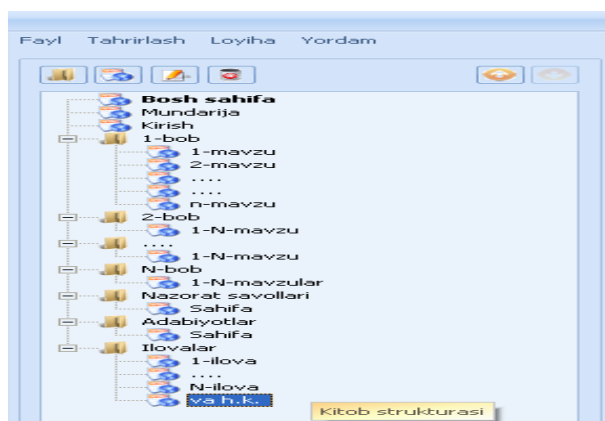 Fayl Tahrirlash Loyiha Yordam
Bosh sahifa
Mundarija
Kirish
1-bob
1-mavzu
2-mavzu
....
....
n-mavzu
2-bob
1-N-mavzu
....
1-N-mavzu
N-bob
1-N-mavzular
Nazorat savollari
Sahifa
Adabiyotlar
Sahifa
Ilovalar
1-ilova
....
N-ilova
va h.k.
Kitob strukturasi